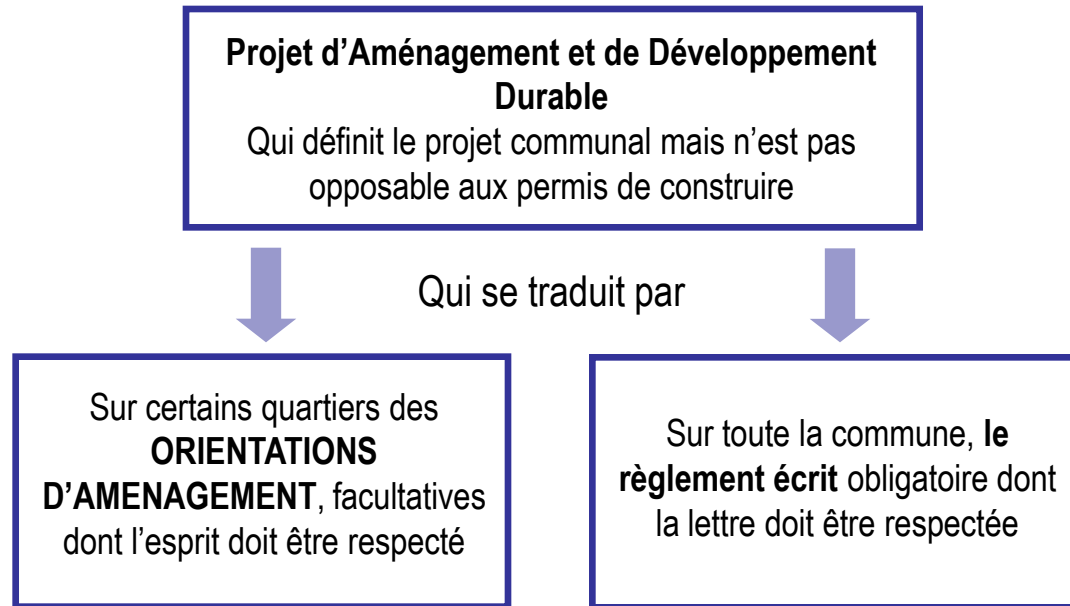 Projet d’Aménagement et de Développement
Durable
Qui définit le projet communal mais n’est pas
opposable aux permis de construire
Qui se traduit par
Sur certains quartiers des
ORIENTATIONS
D’AMENAGEMENT, facultatives
dont l’esprit doit être respecté
Sur toute la commune, le
règlement écrit obligatoire dont
la lettre doit être respectée